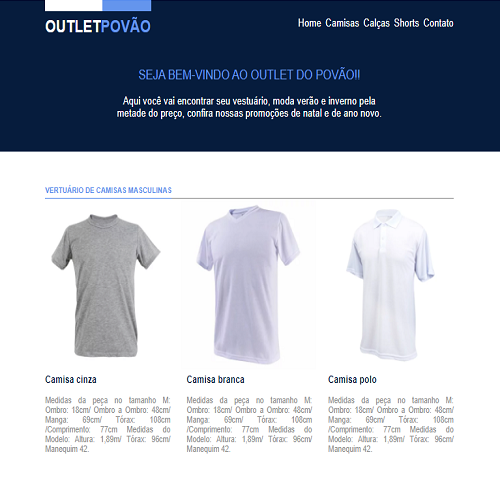 OUTLETPOVÃO
Home Camisas Calças Shorts Contato
SEJA BEM-VINDO AO OUTLET DO POVÃO!!
Aqui você vai encontrar seu vestuário, moda verão e inverno pela
metade do preço, confira nossas promoções de natal e de ano novo.
VERTUÁRIO DE CAMISAS MASCULINAS
Camisa cinza
Medidas da peça no tamanho M:
Ombro: 18cm/ Ombro a Ombro: 48cm/
Manga: 69cm/ Tórax: 108cm
/Comprimento: 77cm Medidas do
Modelo: Altura: 1,89m/ Tórax: 96cm/
Manequim 42.
Camisa branca
Medidas da peça no tamanho M:
Ombro: 18cm/ Ombro a Ombro: 48cm/
Manga: 69cm/ Tórax: 108cm
/Comprimento: 77cm Medidas do
Modelo: Altura: 1,89m/ Tórax: 96cm/
Manequim 42.
Camisa polo
Medidas da peça no tamanho M:
Ombro: 18cm/ Ombro a Ombro: 48cm/
Manga: 69cm/ Tórax: 108cm
/Comprimento: 77cm Medidas do
Modelo: Altura: 1,89m/ Tórax: 96cm/
Manequim 42.